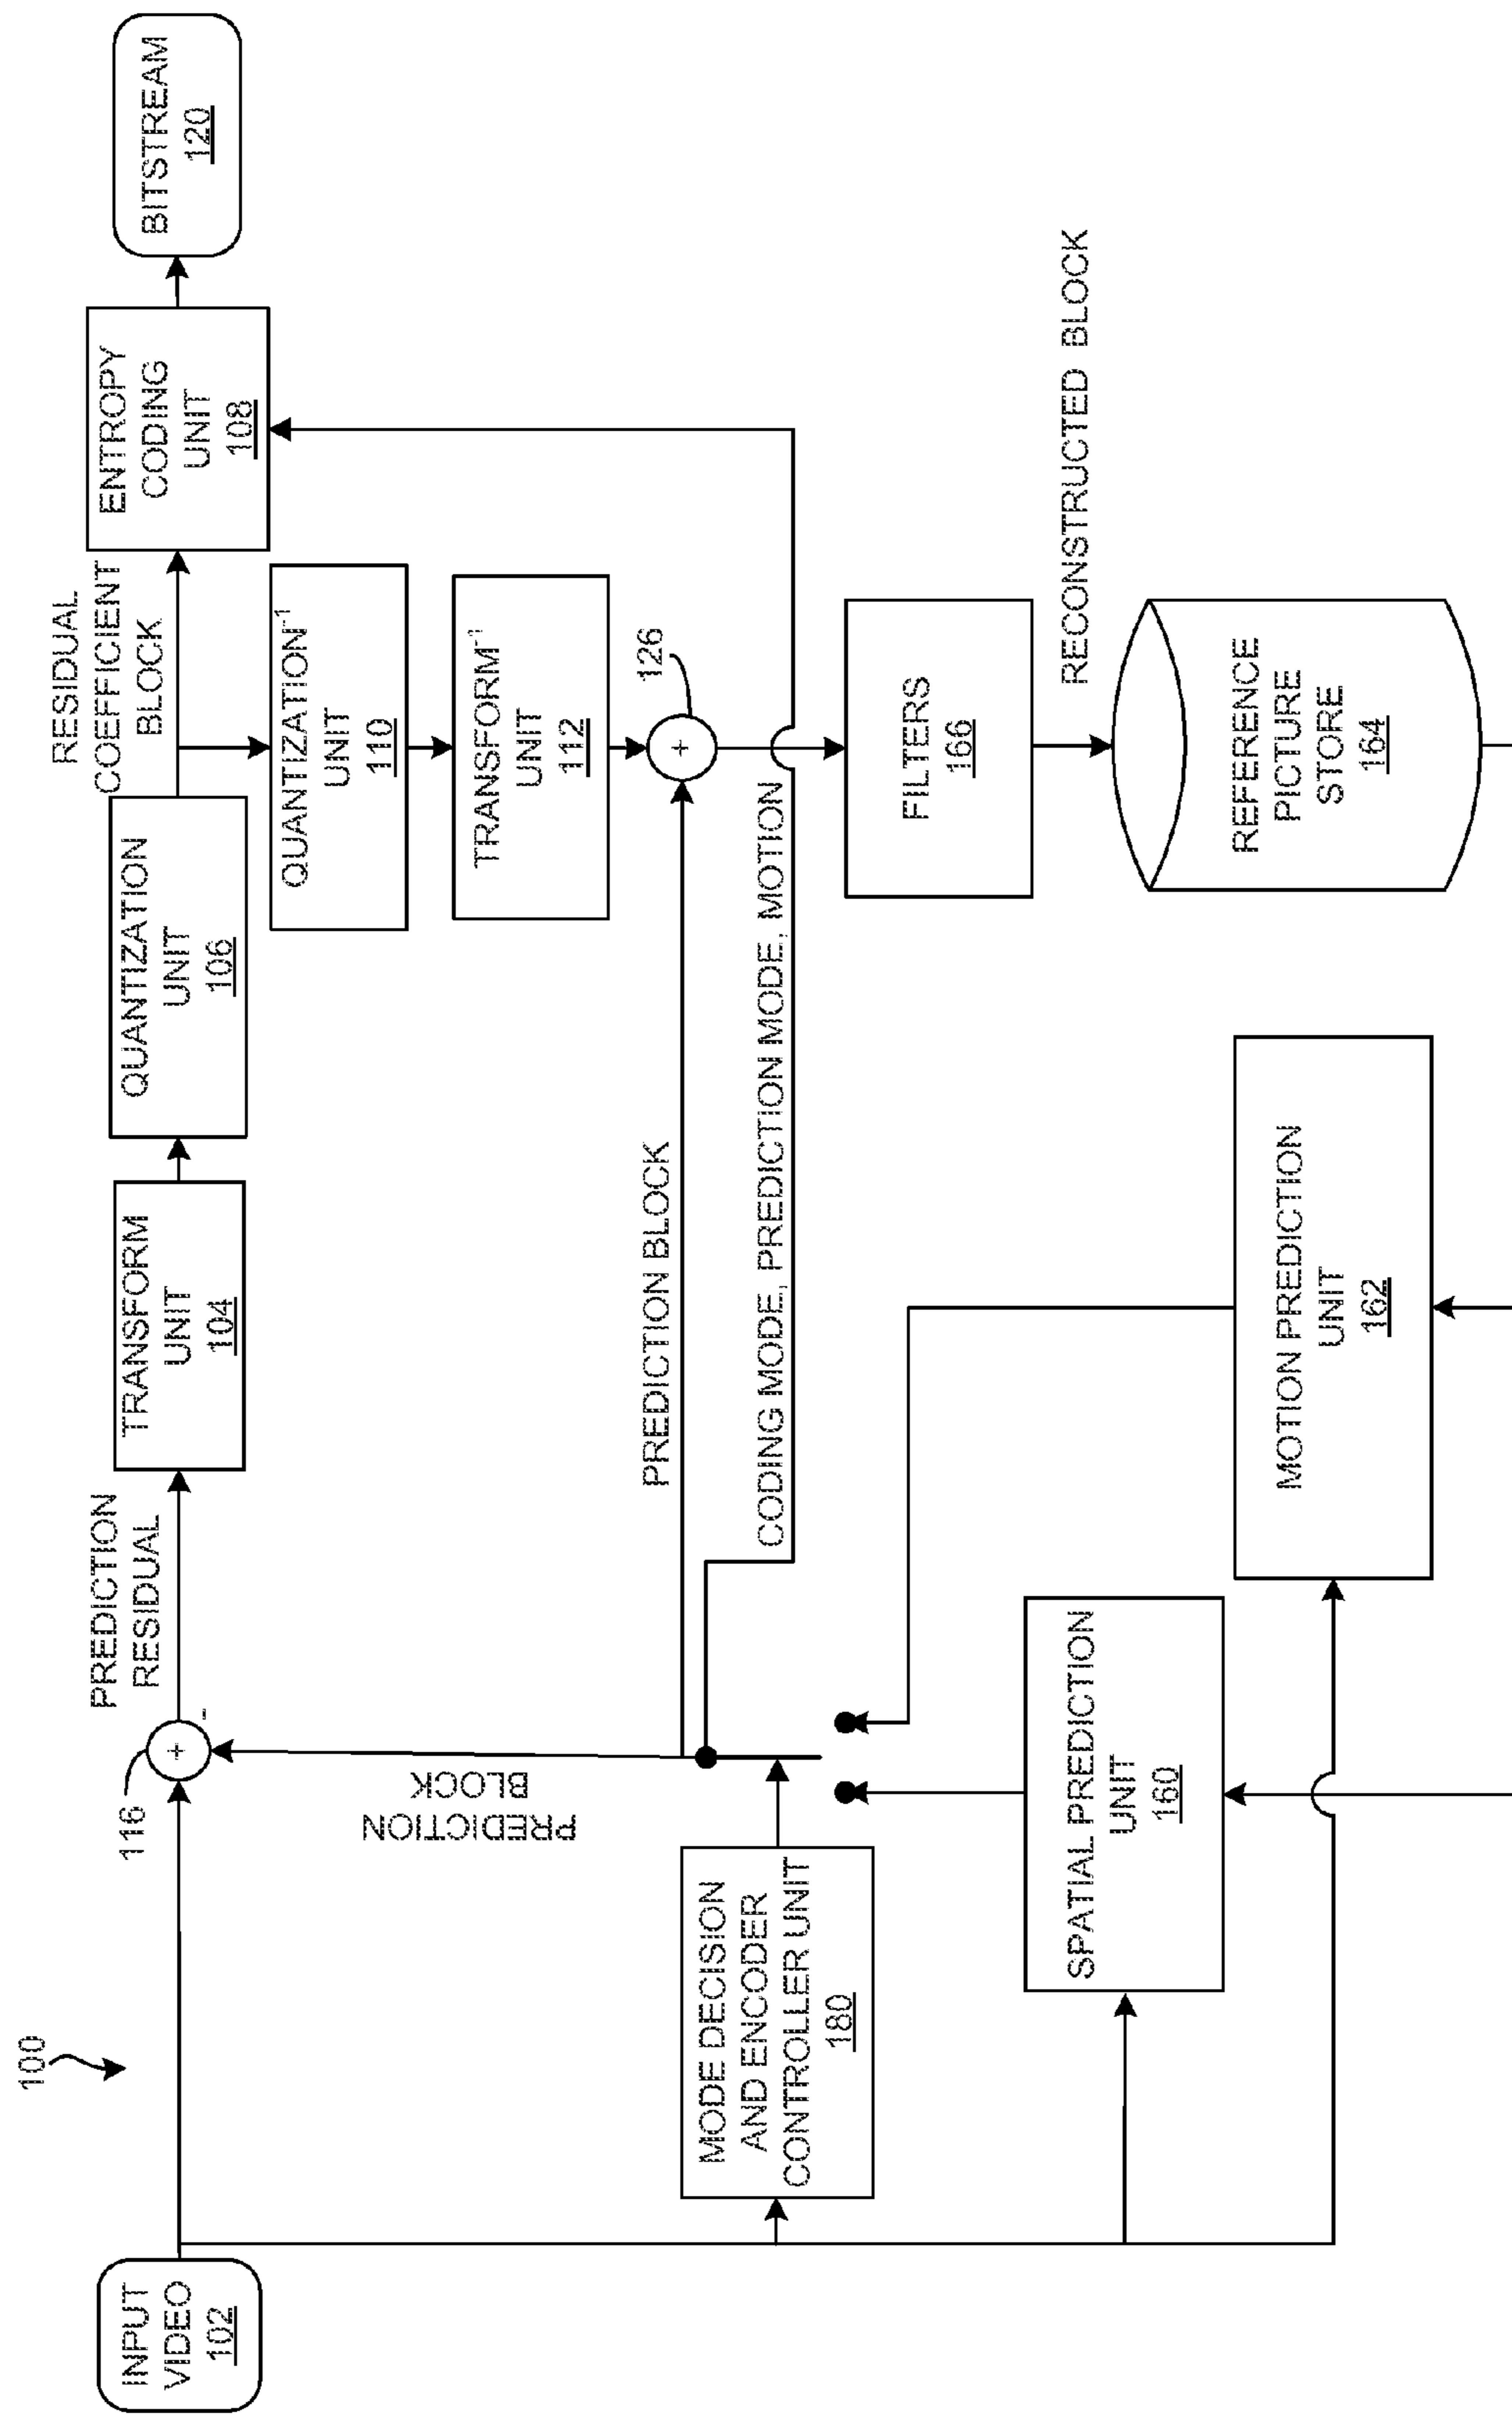 100
INPUT
VIDEO
102
116
-
+
PREDICTION
RESIDUAL
TRANSFORM
UNIT
104
QUANTIZATION
UNIT
106
RESIDUAL
COEFFICIENT
BLOCK
ENTROPY
CODING
UNIT
108
BITSTREAM
120
QUANTIZATION⁻¹
UNIT
110
TRANSFORM⁻¹
UNIT
112
126
+
PREDICTION
BLOCK
PREDICTION BLOCK
CODING MODE, PREDICTION MODE, MOTION
MODE DECISION
AND ENCODER
CONTROLLER UNIT
180
FILTERS
166
RECONSTRUCTED BLOCK
SPATIAL PREDICTION
UNIT
160
MOTION PREDICTION
UNIT
162
REFERENCE
PICTURE
STORE
164